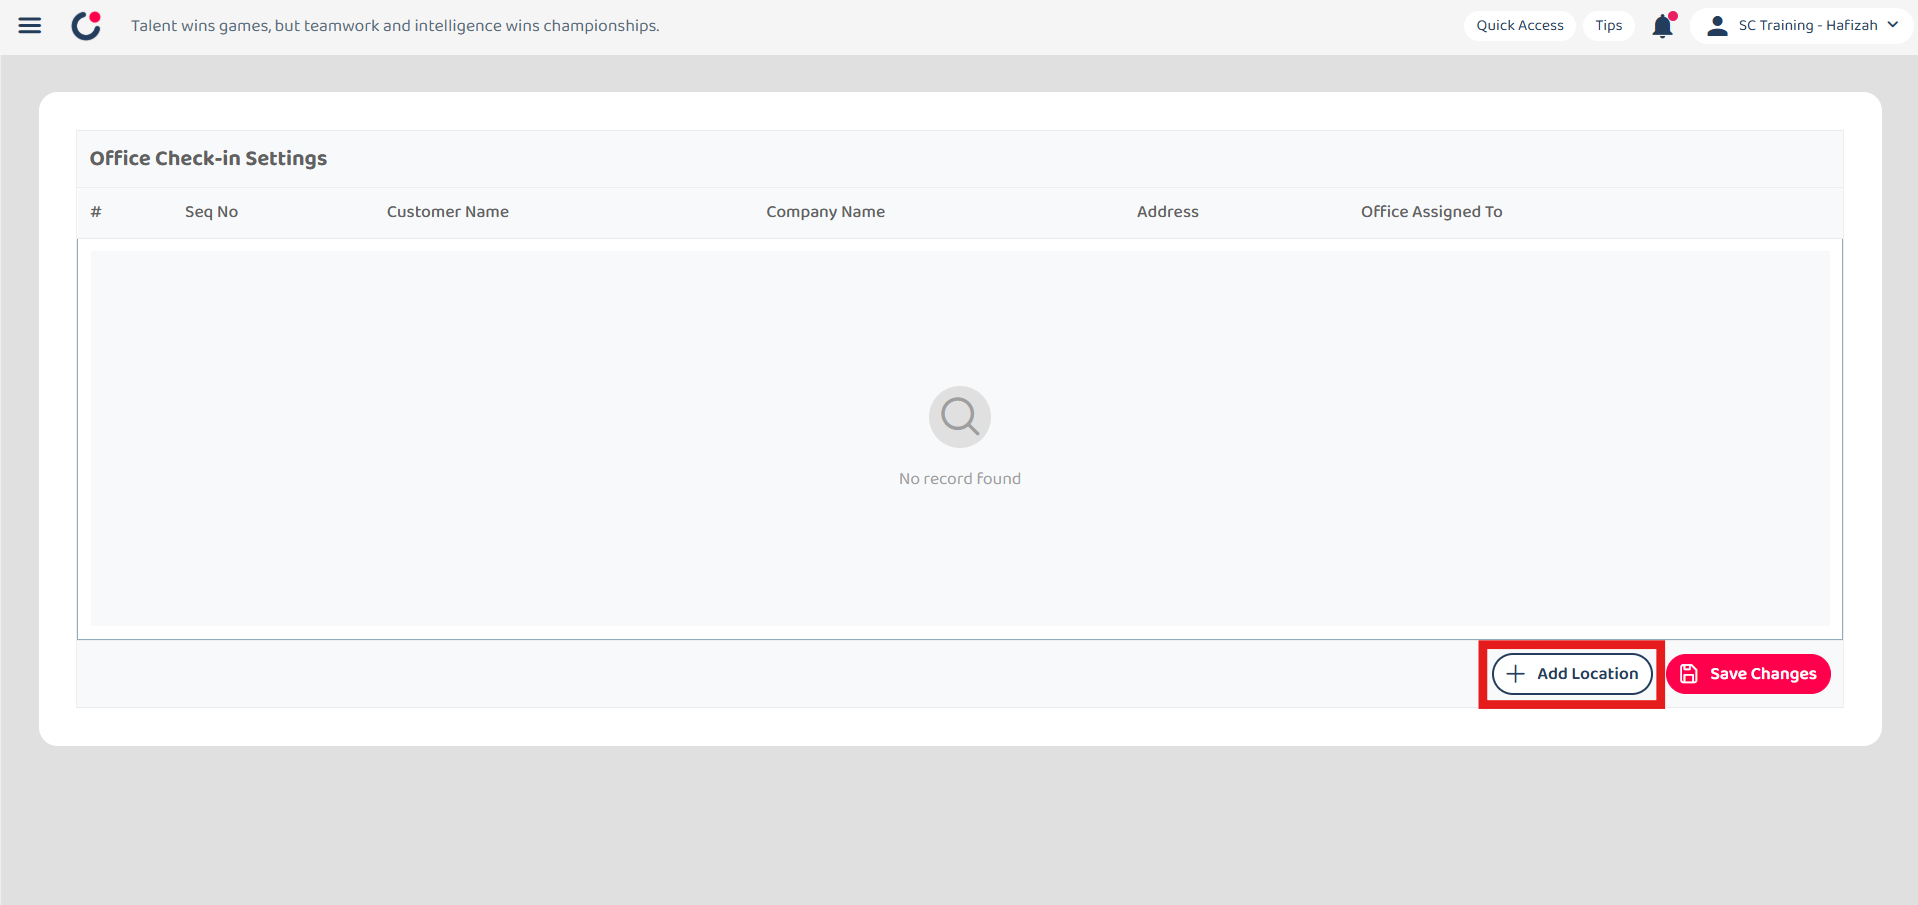 Talent wins games, but teamwork and intelligence wins championships.
Quick Access
Tips
SC Training - Hafizah
Office Check-in Settings
# Seq No Customer Name Company Name Address Office Assigned To
No record found
Add Location
Save Changes